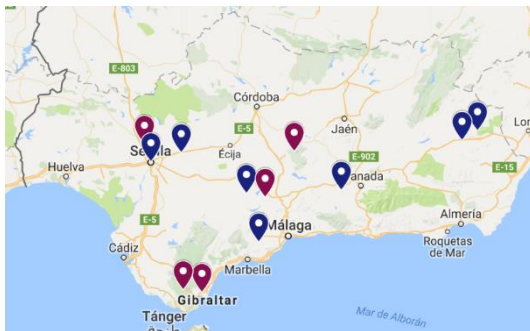 E-803
Córdoba
Jaén
E-5
Écija
Sevilla
Lor
Huelva
E-902
Granada
E-15
E-5
Málaga
Almería
Cádiz
Roquetas
de Mar
Marbella
Gibraltar
Tánger
Mar de Alborán